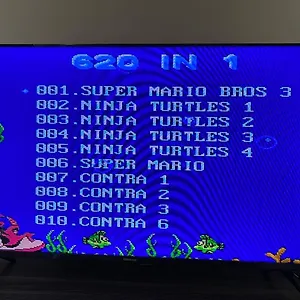 620 IN 1
001.SUPER MARIO BROS 3
002.NINJA TURTLES 1
003.NINJA TURTLES 2
004.NINJA TURTLES 3
005.NINJA TURTLES 4
006.SUPER MARIO
007.CONTRA 1
008.CONTRA 2
009.CONTRA 3
010.CONTRA 6